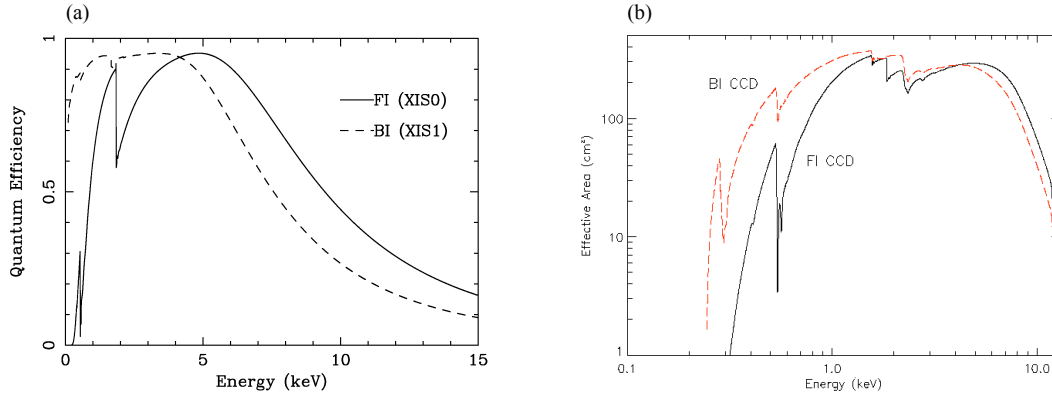 (a)
1
0.5
0
Quantum Efficiency
FI (XIS0)
BI (XIS1)
0
5
10
15
Energy (keV)
(b)
100
10
1
Effective Area (cm²)
BI CCD
FI CCD
0.1
1.0
10.0
Energy (keV)